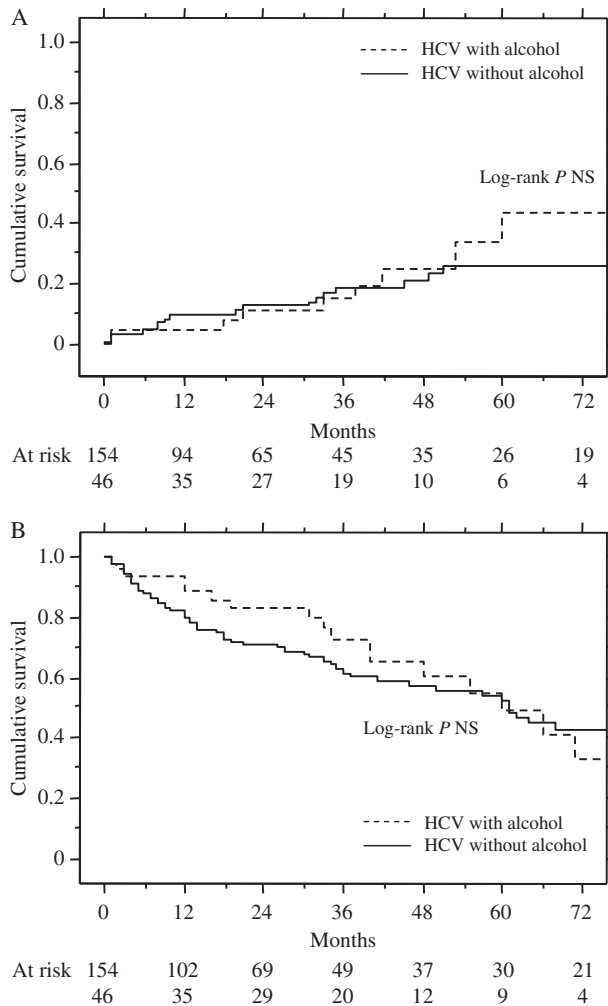 A
HCV with alcohol
HCV without alcohol
1.0
0.8
0.6
0.4
0.2
0
Cumulative survival
Log-rank P NS
0 12 24 36 48 60 72
Months
At risk 154 94 65 45 35 26 19
46 35 27 19 10 6 4
B
1.0
0.8
0.6
0.4
0.2
0
Cumulative survival
Log-rank P NS
HCV with alcohol
HCV without alcohol
0 12 24 36 48 60 72
Months
At risk 154 102 69 49 37 30 21
46 35 29 20 12 9 4